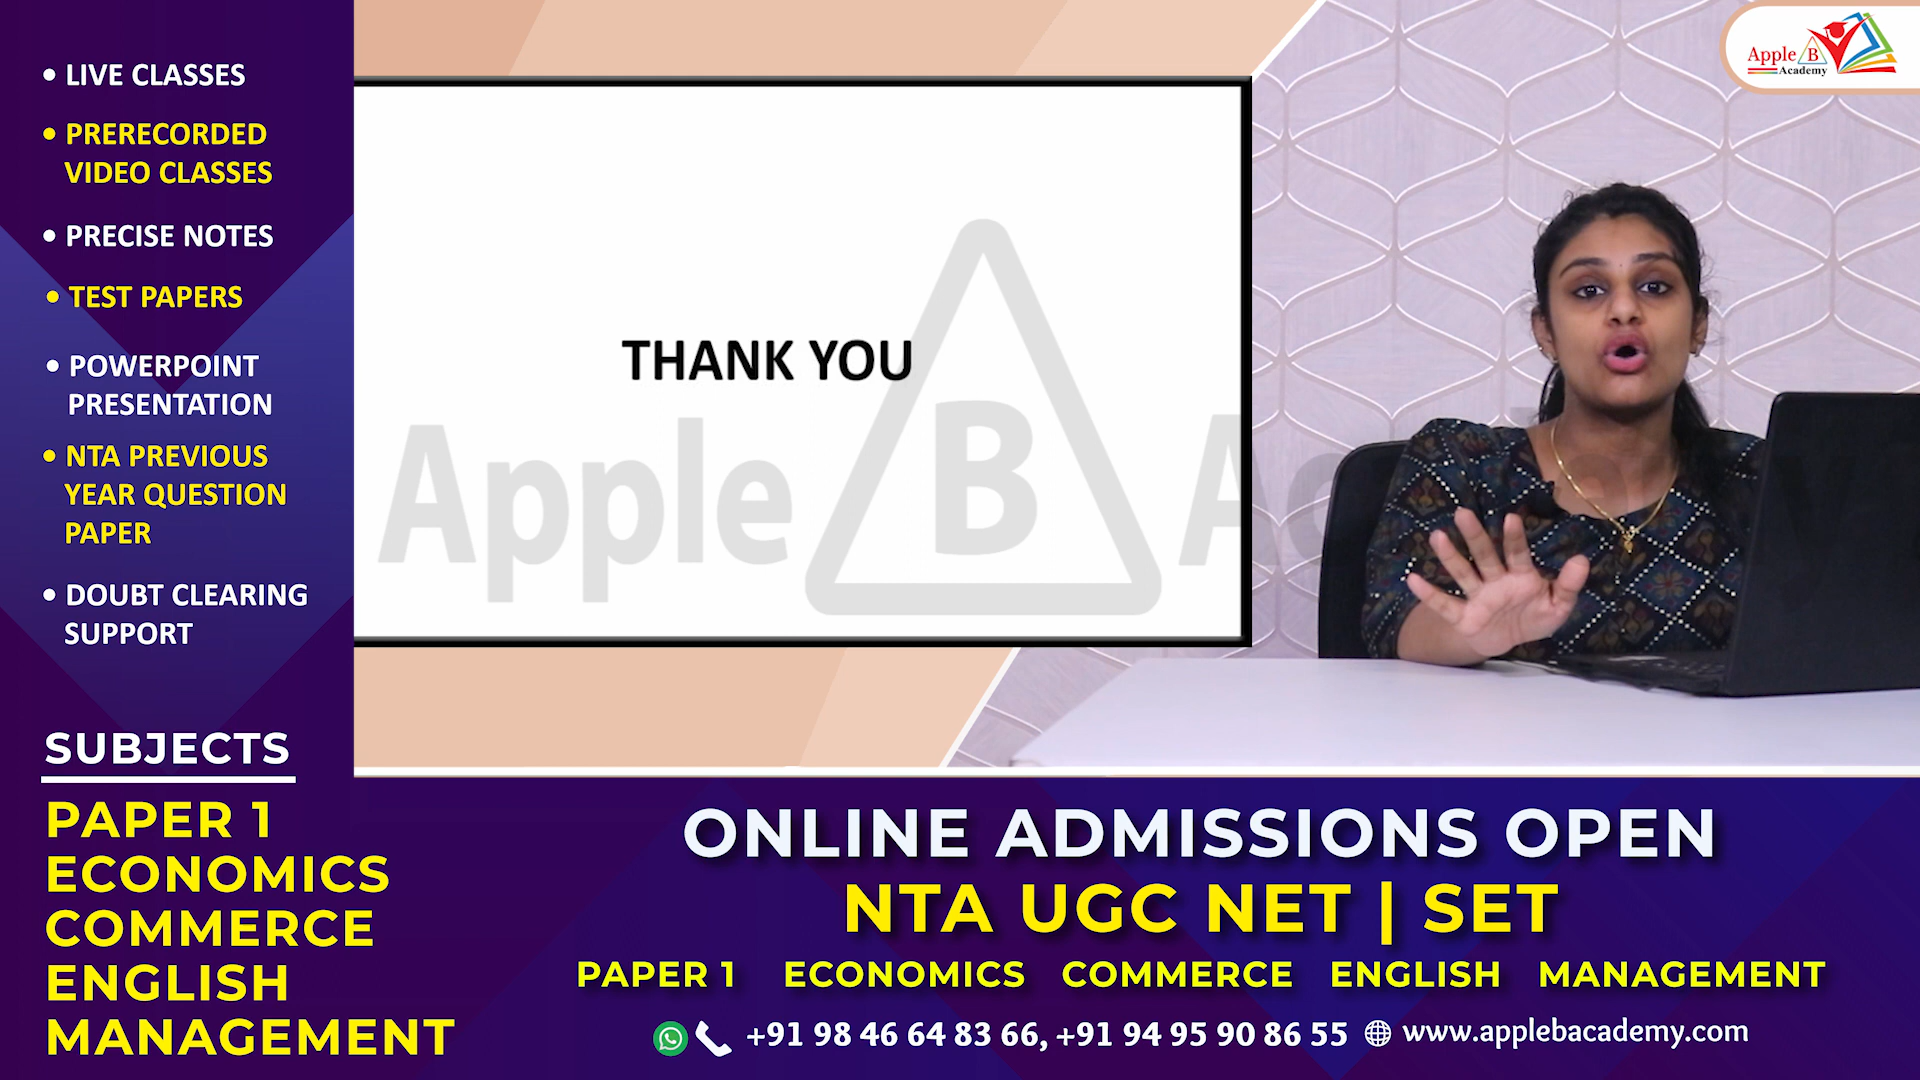 • LIVE CLASSES
• PRERECORDED
VIDEO CLASSES
• PRECISE NOTES
• TEST PAPERS
• POWERPOINT
PRESENTATION
• NTA PREVIOUS
YEAR QUESTION
PAPER
• DOUBT CLEARING
SUPPORT
SUBJECTS
PAPER 1
ECONOMICS
COMMERCE
ENGLISH
MANAGEMENT
THANK YOU
Apple B Academy
Apple B
Academy
ONLINE ADMISSIONS OPEN
NTA UGC NET | SET
PAPER 1 ECONOMICS COMMERCE ENGLISH MANAGEMENT
+91 98 46 64 83 66, +91 94 95 90 86 55 www.applebacademy.com